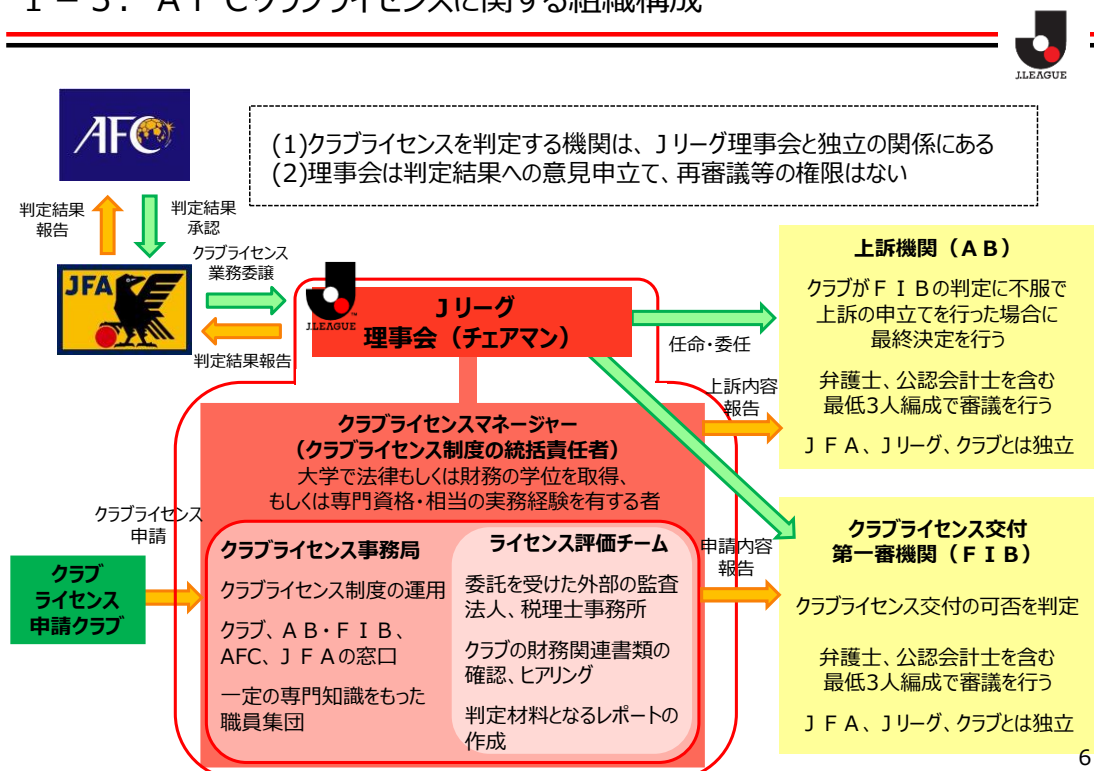 １－３．ＡＦＣクラブライセンスに関する組織構成
J.LEAGUE
AFC
(1)クラブライセンスを判定する機関は、Ｊリーグ理事会と独立の関係にある
(2)理事会は判定結果への意見申立て、再審議等の権限はない
判定結果
報告
判定結果
承認
クラブライセンス
業務委譲
JFA
J.LEAGUE
Ｊリーグ
理事会（チェアマン）
判定結果報告
任命・委任
上訴内容
報告
上訴機関（ＡＢ）
クラブがＦＩＢの判定に不服で
上訴の申立てを行った場合に
最終決定を行う
弁護士、公認会計士を含む
最低3人編成で審議を行う
ＪＦＡ、Ｊリーグ、クラブとは独立
クラブライセンスマネージャー
（クラブライセンス制度の統括責任者）
大学で法律もしくは財務の学位を取得、
もしくは専門資格・相当の実務経験を有する者
クラブライセンス
申請
クラブ
ライセンス
申請クラブ
クラブライセンス事務局
クラブライセンス制度の運用
クラブ、ＡＢ・ＦＩＢ、
AFC、ＪＦＡの窓口
一定の専門知識をもった
職員集団
ライセンス評価チーム
委託を受けた外部の監査
法人、税理士事務所
クラブの財務関連書類の
確認、ヒアリング
判定材料となるレポートの
作成
申請内容
報告
クラブライセンス交付
第一審機関（ＦＩＢ）
クラブライセンス交付の可否を判定
弁護士、公認会計士を含む
最低3人編成で審議を行う
ＪＦＡ、Ｊリーグ、クラブとは独立
6